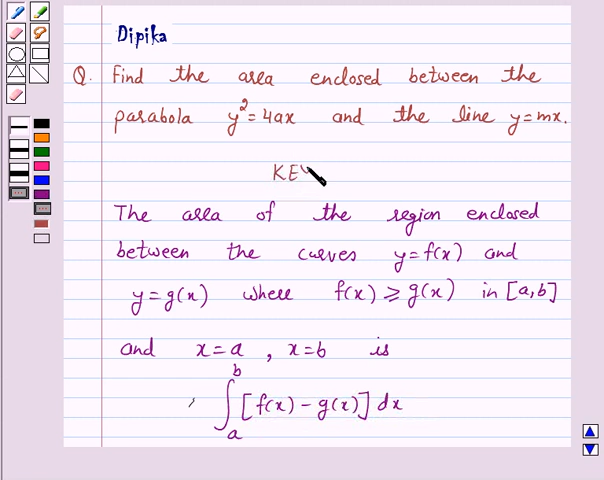 Dipika
Q. Find the area enclosed between the
parabola y² = 4ax and the line y = mx.
KEY
The area of the region enclosed
between the curves y = f(x) and
y = g(x) where f(x) ≥ g(x) in [a,b]
and x = a, x = b is
∫ₐᵇ [f(x) - g(x)] dx